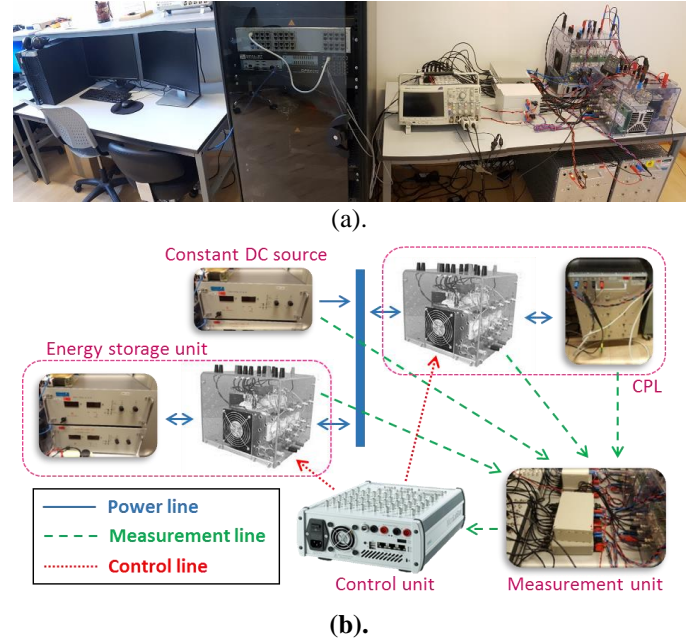 (a).
Constant DC source
Energy storage unit
CPL
Power line
Measurement line
Control line
Control unit
Measurement unit
(b).